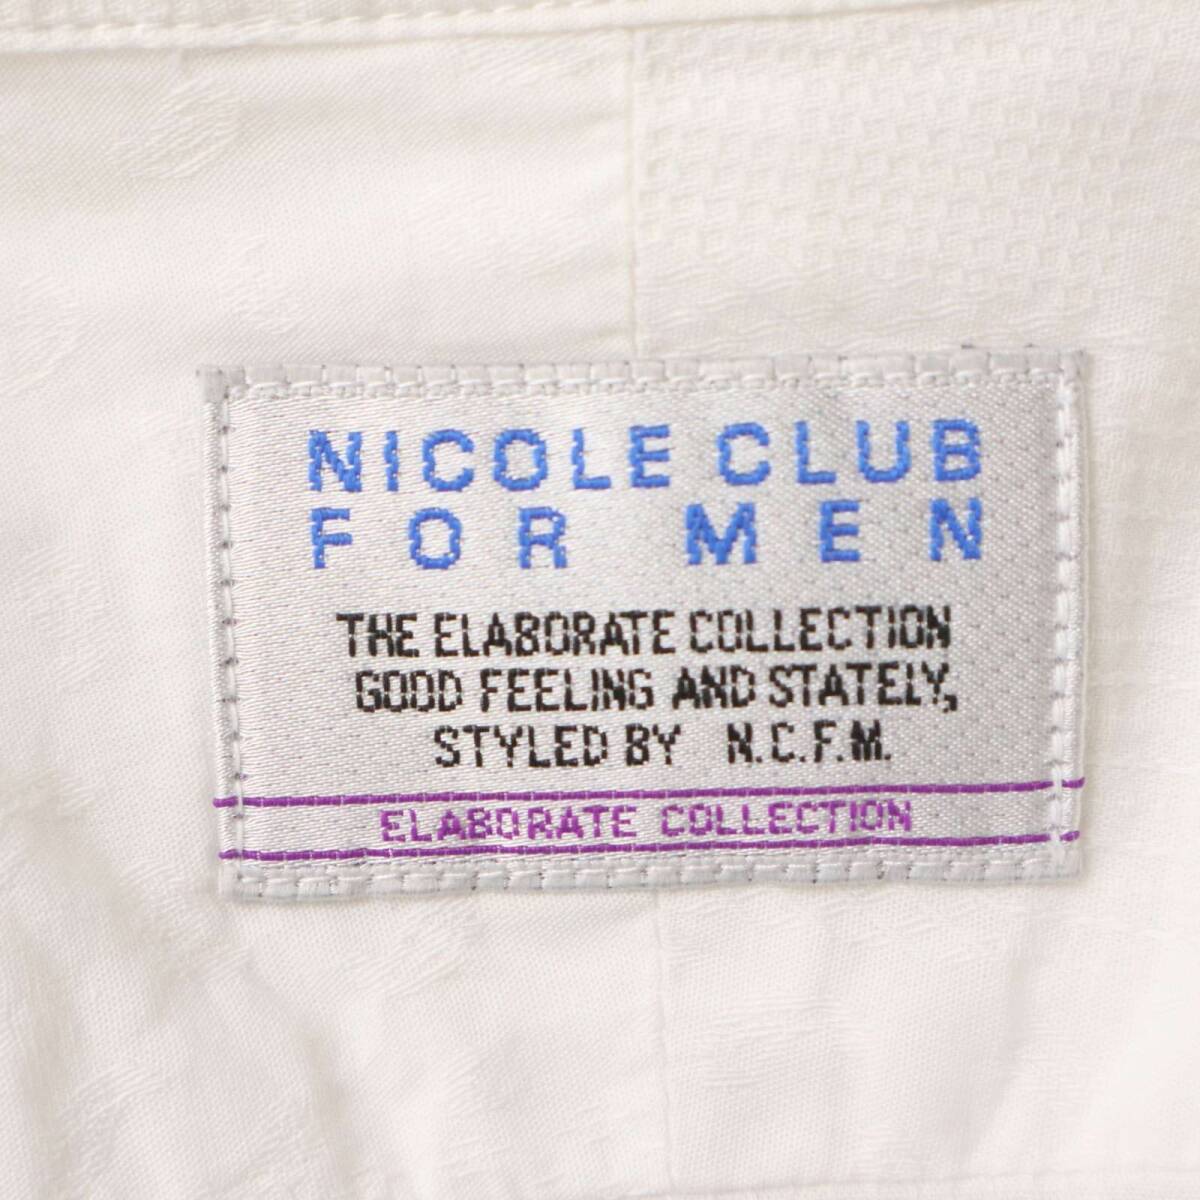 NICOLE CLUB
FOR MEN
THE ELABORATE COLLECTION
GOOD FEELING AND STATELY,
STYLED BY N.C.F.M.
ELABORATE COLLECTION